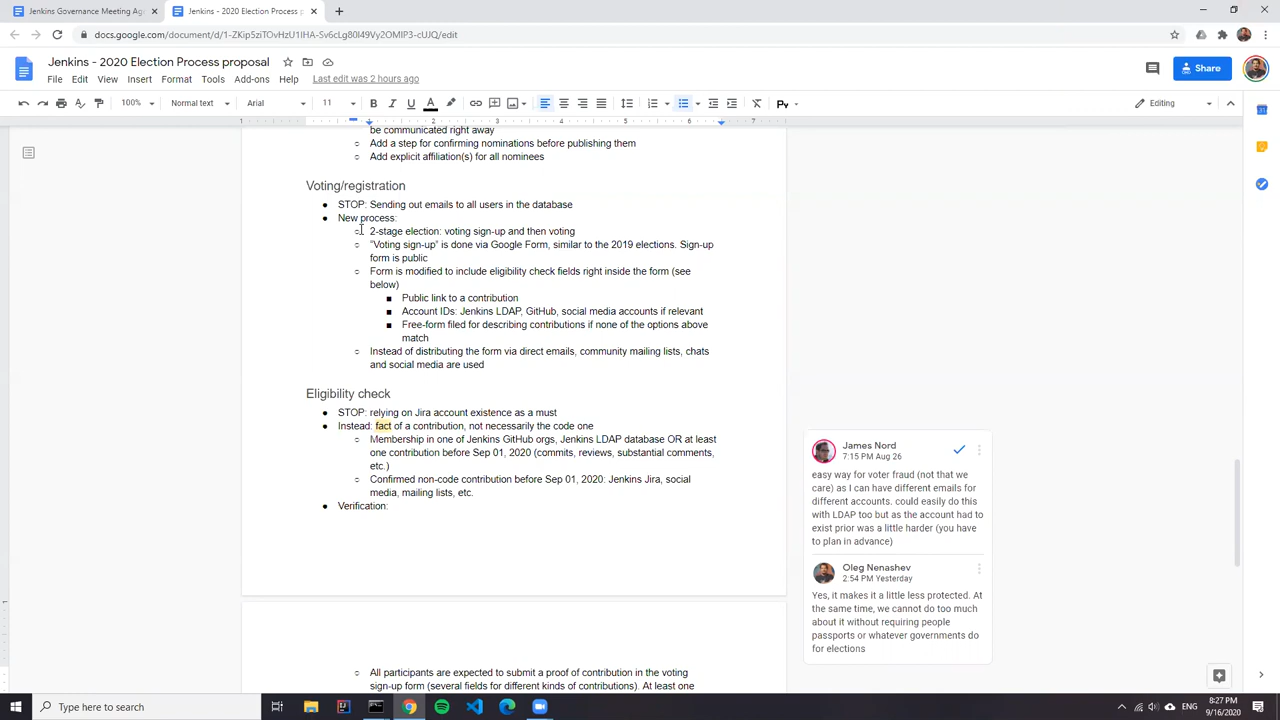 Jenkins Governance Meeting Age
Jenkins - 2020 Election Process p
docs.google.com/document/d/1-ZKip5ziTOvHzU1IHA-Sv6cLg80I49Vy2OMIP3-cUJQ/edit
Jenkins - 2020 Election Process proposal
File Edit View Insert Format Tools Add-ons Help Last edit was 2 hours ago
Share
100% Normal text Arial 11 Editing
1 1 2 3 4 5 6 7
be communicated right away
○ Add a step for confirming nominations before publishing them
○ Add explicit affiliation(s) for all nominees
Voting/registration
● STOP: Sending out emails to all users in the database
● New process:
○ 2-stage election: voting sign-up and then voting
○ “Voting sign-up” is done via Google Form, similar to the 2019 elections. Sign-up
form is public
○ Form is modified to include eligibility check fields right inside the form (see
below)
■ Public link to a contribution
■ Account IDs: Jenkins LDAP, GitHub, social media accounts if relevant
■ Free-form filed for describing contributions if none of the options above
match
○ Instead of distributing the form via direct emails, community mailing lists, chats
and social media are used
Eligibility check
● STOP: relying on Jira account existence as a must
● Instead: fact of a contribution, not necessarily the code one
○ Membership in one of Jenkins GitHub orgs, Jenkins LDAP database OR at least
one contribution before Sep 01, 2020 (commits, reviews, substantial comments,
etc.)
○ Confirmed non-code contribution before Sep 01, 2020: Jenkins Jira, social
media, mailing lists, etc.
● Verification:
○ All participants are expected to submit a proof of contribution in the voting
sign-up form (several fields for different kinds of contributions). At least one
James Nord
7:15 PM Aug 26
easy way for voter fraud (not that we
care) as I can have different emails for
different accounts. could easily do this
with LDAP too but as the account had to
exist prior was a little harder (you have
to plan in advance)
Oleg Nenashev
2:54 PM Yesterday
Yes, it makes it a little less protected. At
the same time, we cannot do too much
about it without requiring people
passports or whatever governments do
for elections
Type here to search
ENG
8:27 PM
9/16/2020